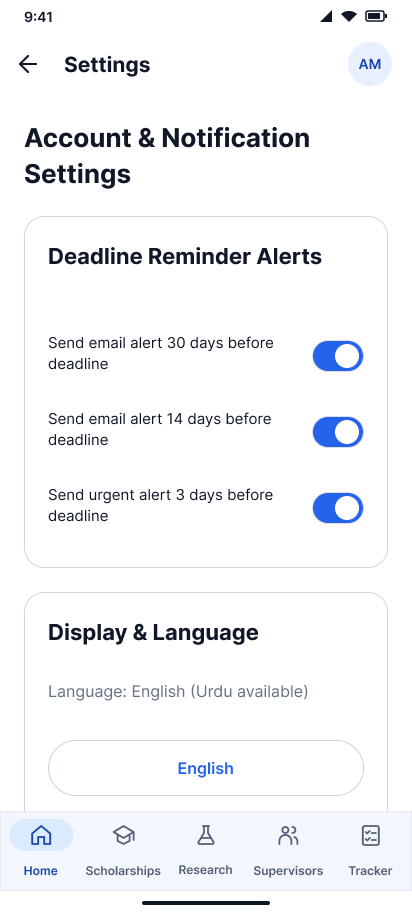 9:41
Settings
AM
Account & Notification
Settings
Deadline Reminder Alerts
Send email alert 30 days before
deadline
Send email alert 14 days before
deadline
Send urgent alert 3 days before
deadline
Display & Language
Language: English (Urdu available)
English
Home
Scholarships
Research
Supervisors
Tracker